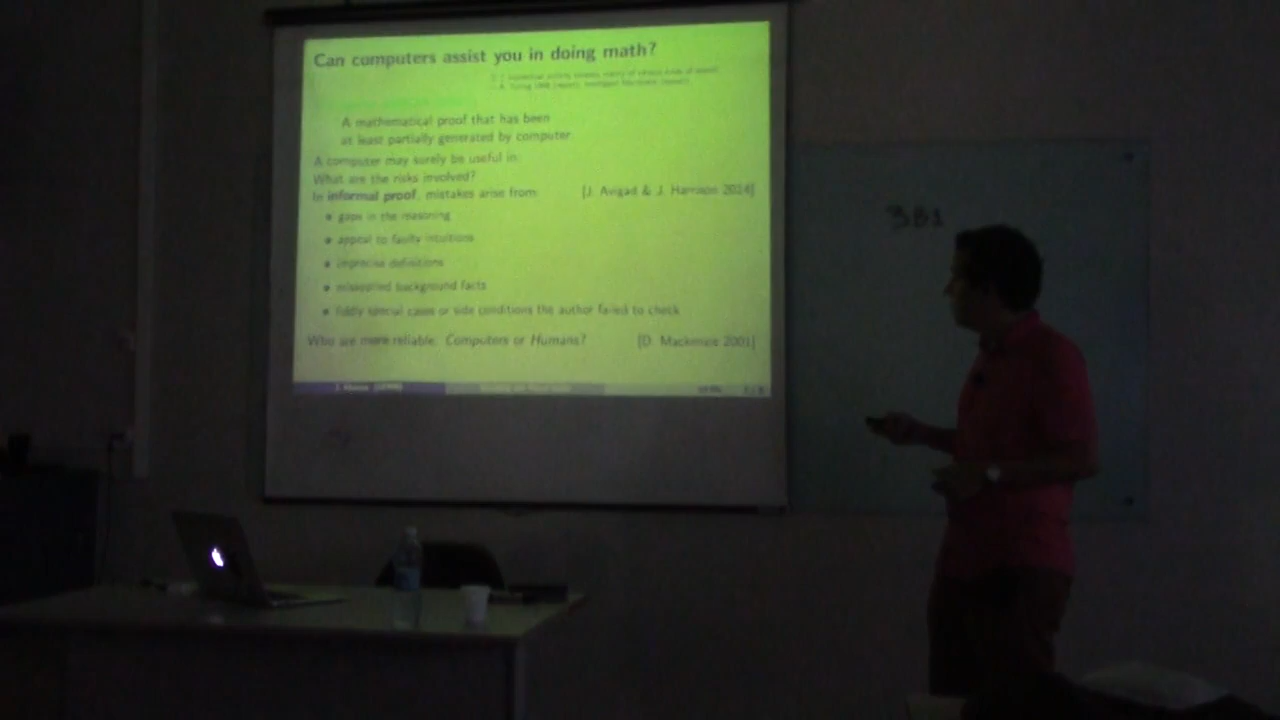 Can computers assist you in doing math?
A mathematical proof that has been
at least partially generated by computer
A computer may surely be useful in:
What are the risks involved?
In informal proof, mistakes arise from: [J. Avigad & J. Harrison 2014]
gaps in the reasoning
appeal to faulty intuitions
imprecise definitions
misapplied background facts
fiddly special cases or side conditions the author failed to check
Who are more reliable, Computers or Humans? [D. Mackenzie 2001]
3B1